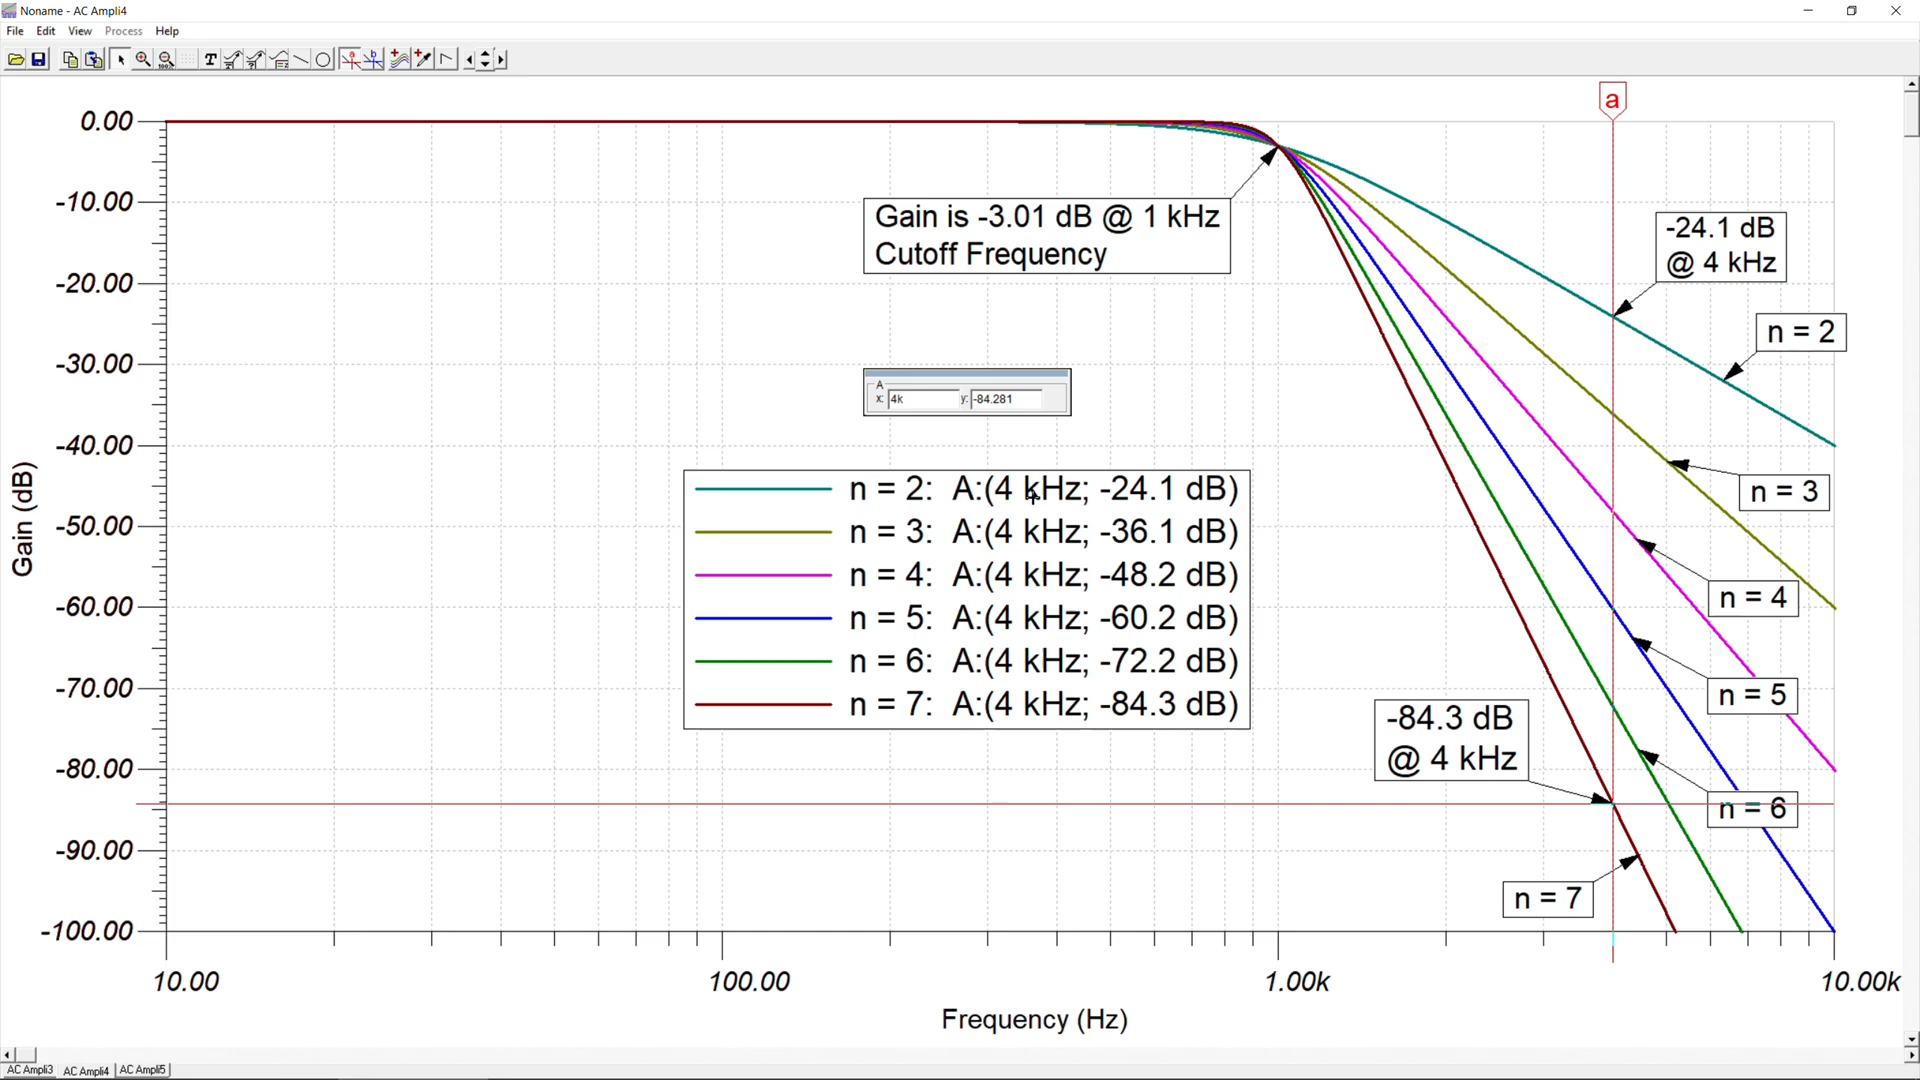 Noname - AC Ampli4
File Edit View Process Help
a
0.00
-10.00
-20.00
-30.00
-40.00
-50.00
-60.00
-70.00
-80.00
-90.00
-100.00
Gain (dB)
Gain is -3.01 dB @ 1 kHz
Cutoff Frequency
-24.1 dB
@ 4 kHz
n = 2
A
x: 4k y: -84.281
n = 2: A:(4 kHz; -24.1 dB)
n = 3: A:(4 kHz; -36.1 dB)
n = 4: A:(4 kHz; -48.2 dB)
n = 5: A:(4 kHz; -60.2 dB)
n = 6: A:(4 kHz; -72.2 dB)
n = 7: A:(4 kHz; -84.3 dB)
n = 3
n = 4
n = 5
-84.3 dB
@ 4 kHz
n = 6
n = 7
10.00 100.00 1.00k 10.00k
Frequency (Hz)
AC Ampli3 AC Ampli4 AC Ampli5